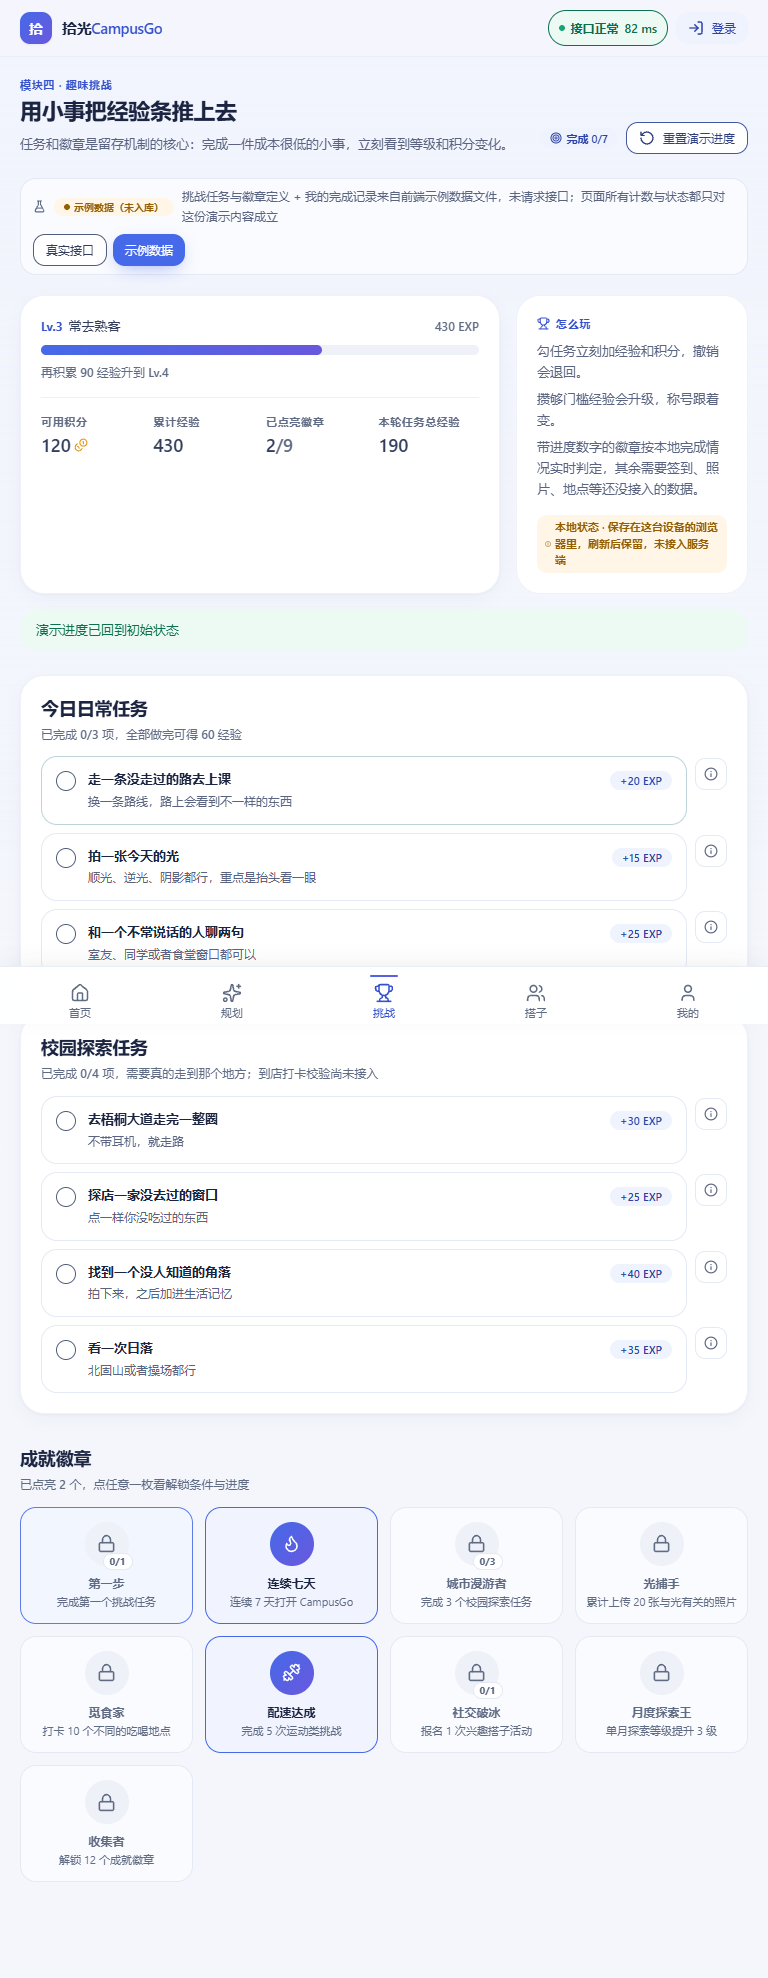 拾 拾光CampusGo
接口正常 82 ms
登录
模块四 · 趣味挑战
用小事把经验条推上去
任务和徽章是留存机制的核心：完成一件成本很低的小事，立刻看到等级和积分变化。
完成 0/7
重置演示进度
示例数据（未入库）
挑战任务与徽章定义 + 我的完成记录来自前端示例数据文件，未请求接口；页面所有计数与状态都只对
这份演示内容成立
真实接口
示例数据
Lv.3 常去熟客
430 EXP
再积累 90 经验升到 Lv.4
可用积分
120
累计经验
430
已点亮徽章
2/9
本轮任务总经验
190
怎么玩
勾任务立刻加经验和积分，撤销
会退回。
攒够门槛经验会升级，称号跟着
变。
带进度数字的徽章按本地完成情
况实时判定，其余需要签到、照
片、地点等还没接入的数据。
本地状态 · 保存在这台设备的浏览
器里，刷新后保留，未接入服务
端
演示进度已回到初始状态
今日日常任务
已完成 0/3 项，全部做完可得 60 经验
走一条没走过的路去上课
+20 EXP
换一条路线，路上会看到不一样的东西
拍一张今天的光
+15 EXP
顺光、逆光、阴影都行，重点是抬头看一眼
和一个不常说话的人聊两句
+25 EXP
室友、同学或者食堂窗口都可以
首页
规划
挑战
搭子
我的
校园探索任务
已完成 0/4 项，需要真的走到那个地方；到店打卡校验尚未接入
去梧桐大道走完一整圈
+30 EXP
不带耳机，就走路
探店一家没去过的窗口
+25 EXP
点一样你没吃过的东西
找到一个没人知道的角落
+40 EXP
拍下来，之后加进生活记忆
看一次日落
+35 EXP
北固山或者操场都行
成就徽章
已点亮 2 个，点任意一枚看解锁条件与进度
0/1
第一步
完成第一个挑战任务
连续七天
连续 7 天打开 CampusGo
0/3
城市漫游者
完成 3 个校园探索任务
光捕手
累计上传 20 张与光有关的照片
觅食家
打卡 10 个不同的吃喝地点
配速达成
完成 5 次运动类挑战
0/1
社交破冰
报名 1 次兴趣搭子活动
月度探索王
单月探索等级提升 3 级
收集者
解锁 12 个成就徽章